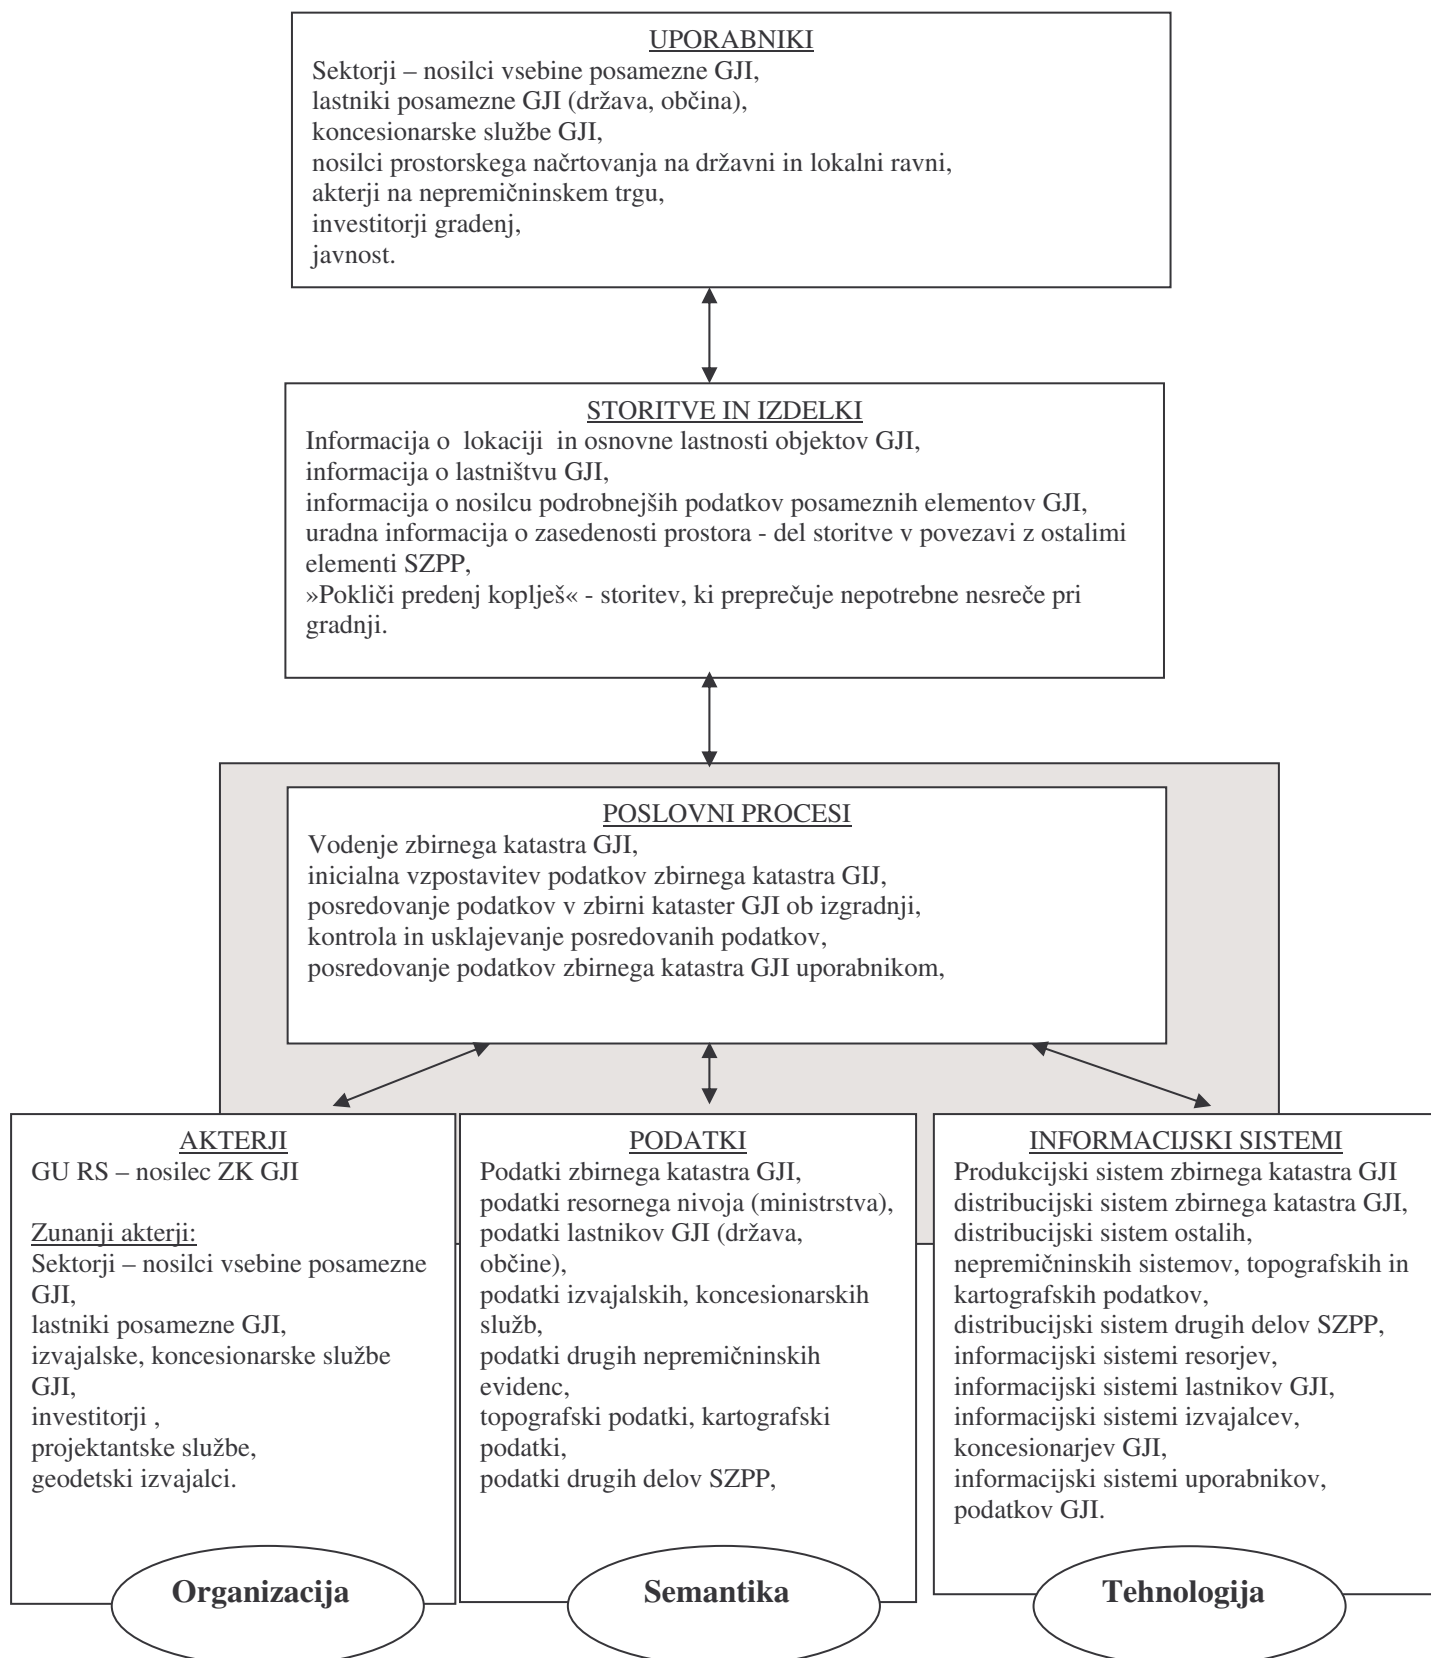 UPORABNIKI
Sektorji – nosilci vsebine posamezne GJI,
lastniki posamezne GJI (država, občina),
koncesionarske službe GJI,
nosilci prostorskega načrtovanja na državni in lokalni ravni,
akterji na nepremičninskem trgu,
investitorji gradenj,
javnost.
STORITVE IN IZDELKI
Informacija o lokaciji in osnovne lastnosti objektov GJI,
informacija o lastništvu GJI,
informacija o nosilcu podrobnejših podatkov posameznih elementov GJI,
uradna informacija o zasedenosti prostora - del storitve v povezavi z ostalimi
elementi SZPP,
»Pokliči predenj koplješ« - storitev, ki preprečuje nepotrebne nesreče pri
gradnji.
POSLOVNI PROCESI
Vodenje zbirnega katastra GJI,
inicialna vzpostavitev podatkov zbirnega katastra GIJ,
posredovanje podatkov v zbirni kataster GJI ob izgradnji,
kontrola in usklajevanje posredovanih podatkov,
posredovanje podatkov zbirnega katastra GJI uporabnikom,
AKTERJI
GU RS – nosilec ZK GJI
Zunanji akterji:
Sektorji – nosilci vsebine posamezne
GJI,
lastniki posamezne GJI,
izvajalske, koncesionarske službe
GJI,
investitorji ,
projektantske službe,
geodetski izvajalci.
Organizacija
PODATKI
Podatki zbirnega katastra GJI,
podatki resornega nivoja (ministrstva),
podatki lastnikov GJI (država,
občine),
podatki izvajalskih, koncesionarskih
služb,
podatki drugih nepremičninskih
evidenc,
topografski podatki, kartografski
podatki,
podatki drugih delov SZPP,
Semantika
INFORMACIJSKI SISTEMI
Produkcijski sistem zbirnega katastra GJI
distribucijski sistem zbirnega katastra GJI,
distribucijski sistem ostalih,
nepremičninskih sistemov, topografskih in
kartografskih podatkov,
distribucijski sistem drugih delov SZPP,
informacijski sistemi resorjev,
informacijski sistemi lastnikov GJI,
informacijski sistemi izvajalcev,
koncesionarjev GJI,
informacijski sistemi uporabnikov,
podatkov GJI.
Tehnologija